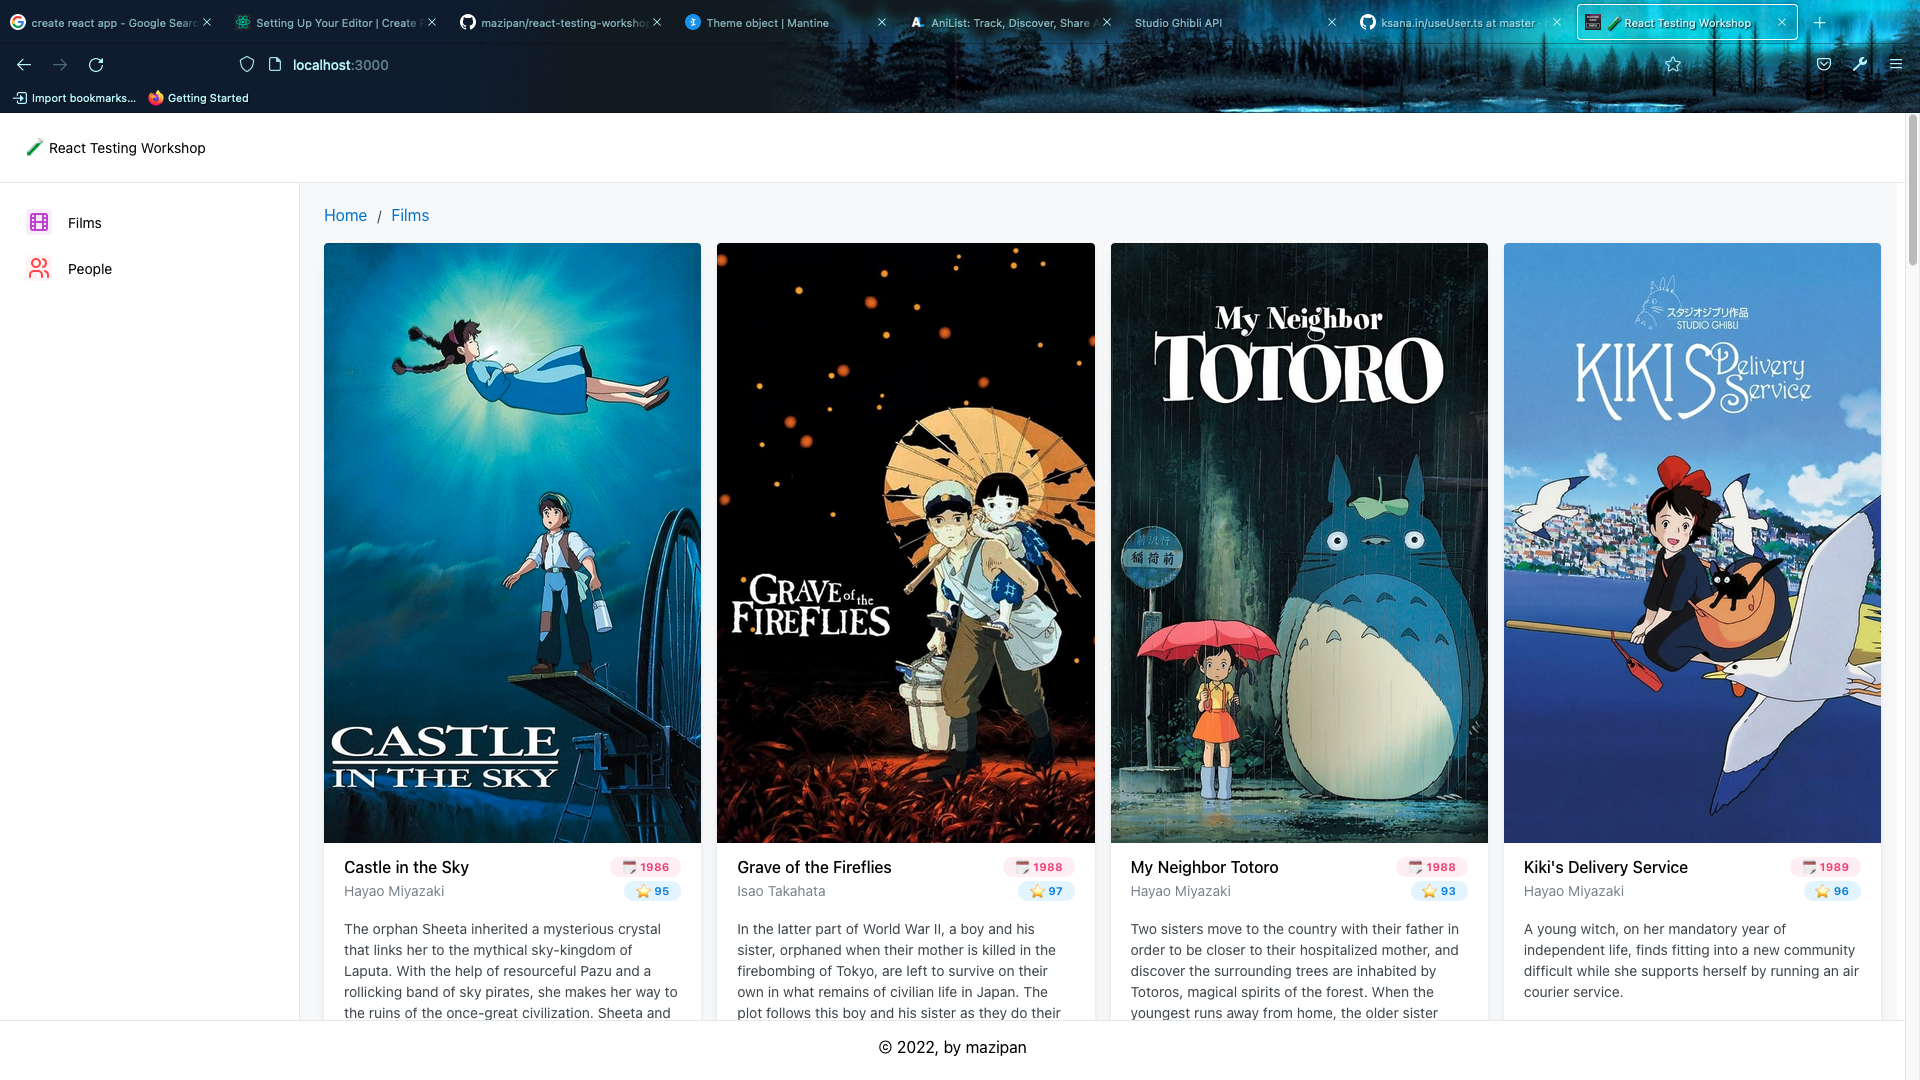 create react app - Google Searc
Setting Up Your Editor | Create
mazipan/react-testing-workshop
Theme object | Mantine
AniList: Track, Discover, Share A
Studio Ghibli API
ksana.in/useUser.ts at master ·
React Testing Workshop
localhost:3000
Import bookmarks...
Getting Started
React Testing Workshop
Films
People
Home / Films
CASTLE
IN THE SKY
GRAVE of the
FIREFLIES
My Neighbor
TOTORO
稲荷前
スタジオジブリ作品
STUDIO GHIBLI
KIKI'S Delivery
Service
Castle in the Sky
1986
Hayao Miyazaki
95
The orphan Sheeta inherited a mysterious crystal
that links her to the mythical sky-kingdom of
Laputa. With the help of resourceful Pazu and a
rollicking band of sky pirates, she makes her way to
the ruins of the once-great civilization. Sheeta and
Grave of the Fireflies
1988
Isao Takahata
97
In the latter part of World War II, a boy and his
sister, orphaned when their mother is killed in the
firebombing of Tokyo, are left to survive on their
own in what remains of civilian life in Japan. The
plot follows this boy and his sister as they do their
My Neighbor Totoro
1988
Hayao Miyazaki
93
Two sisters move to the country with their father in
order to be closer to their hospitalized mother, and
discover the surrounding trees are inhabited by
Totoros, magical spirits of the forest. When the
youngest runs away from home, the older sister
Kiki's Delivery Service
1989
Hayao Miyazaki
96
A young witch, on her mandatory year of
independent life, finds fitting into a new community
difficult while she supports herself by running an air
courier service.
© 2022, by mazipan